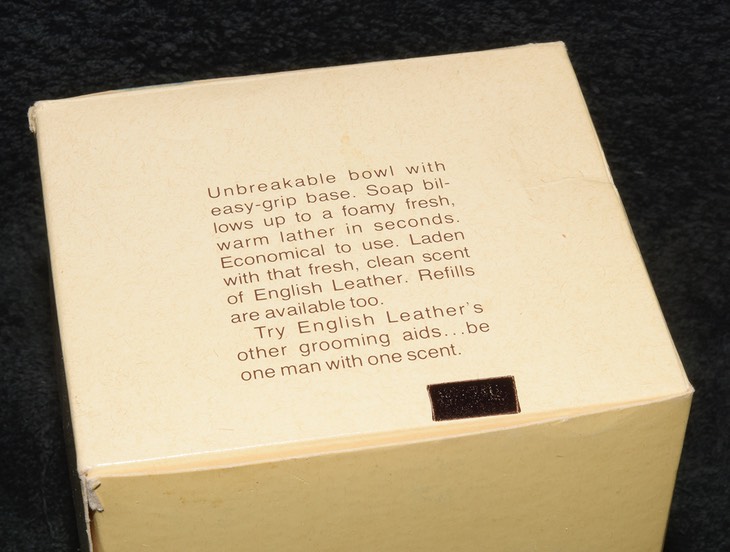 Unbreakable bowl with
easy-grip base. Soap bil-
lows up to a foamy fresh,
warm lather in seconds.
Economical to use. Laden
with that fresh, clean scent
of English Leather. Refills
are available too.
Try English Leather's
other grooming aids...be
one man with one scent.